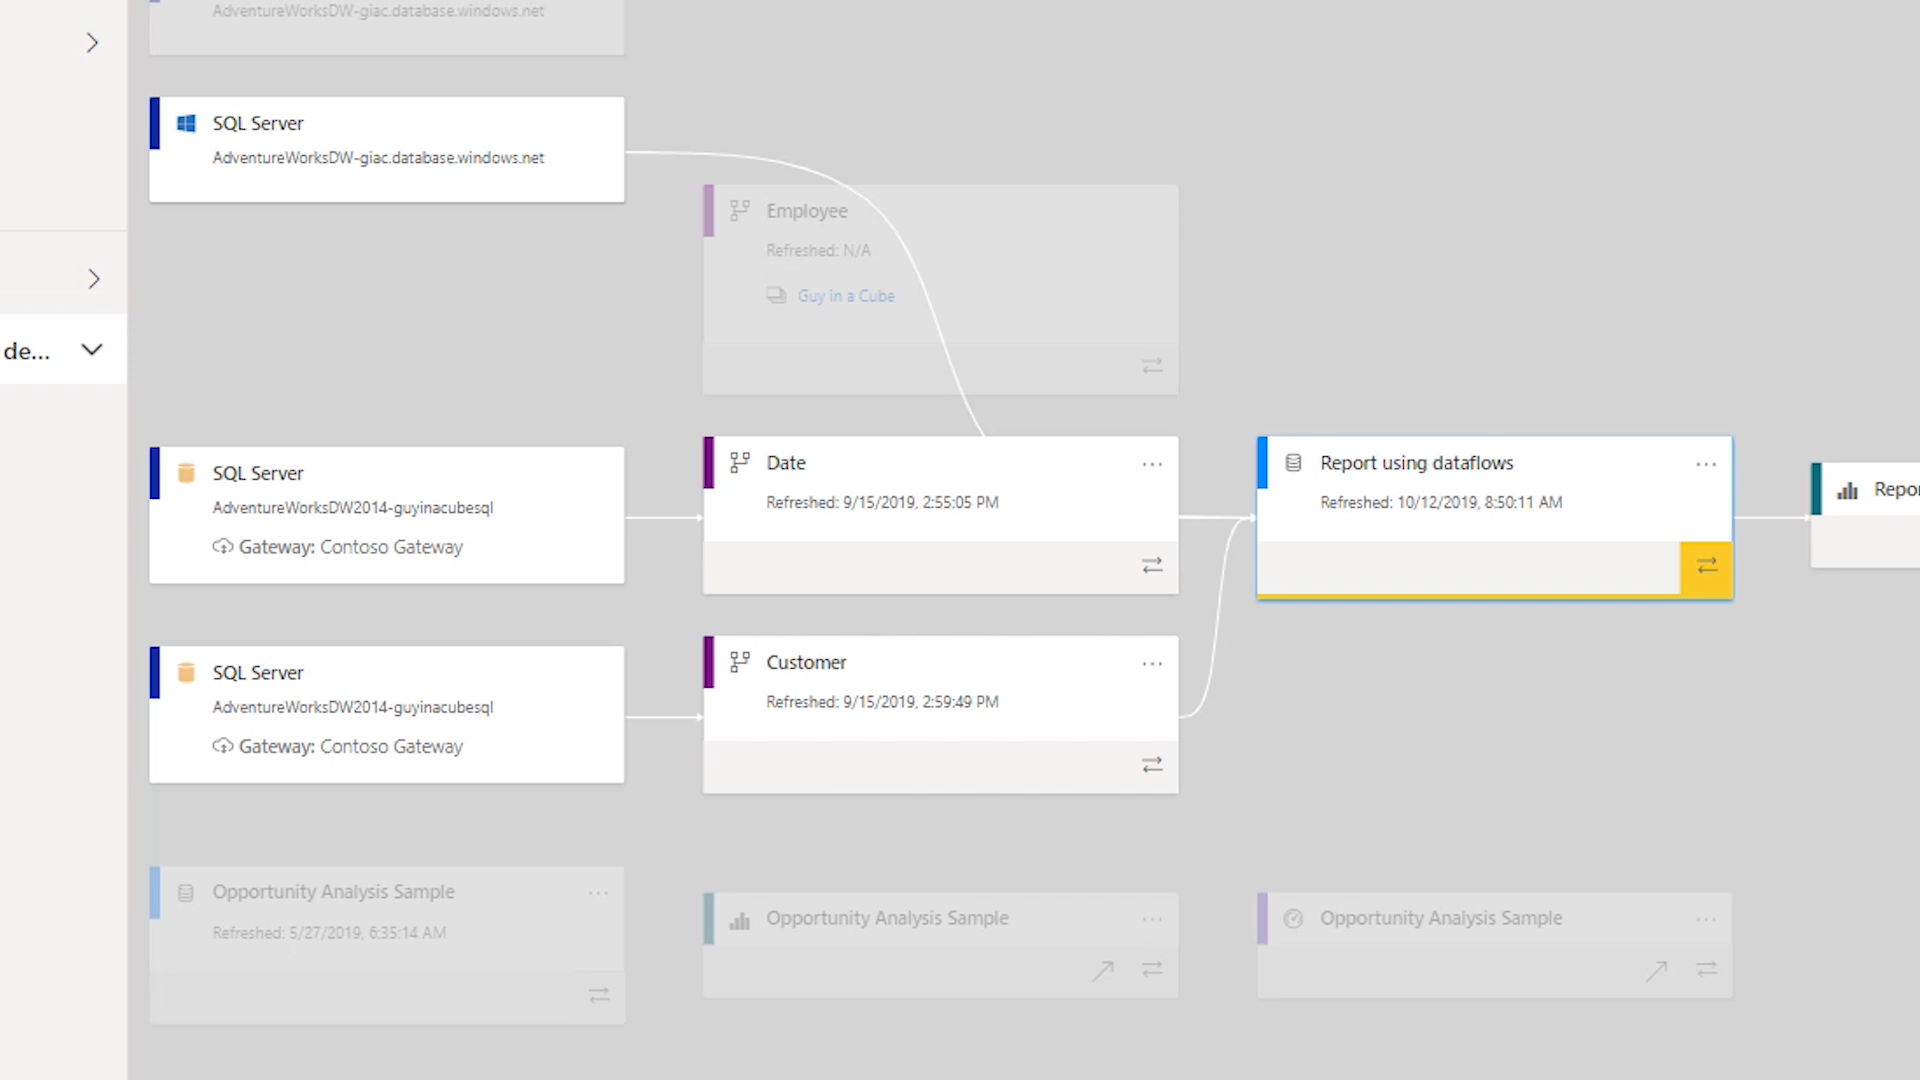 AdventureWorksDW-giac.database.windows.net
SQL Server
AdventureWorksDW-giac.database.windows.net
Employee
Refreshed: N/A
Guy in a Cube
de...
SQL Server
AdventureWorksDW2014-guyinacubesql
Gateway: Contoso Gateway
Date
Refreshed: 9/15/2019, 2:55:05 PM
Report using dataflows
Refreshed: 10/12/2019, 8:50:11 AM
Repor
SQL Server
AdventureWorksDW2014-guyinacubesql
Gateway: Contoso Gateway
Customer
Refreshed: 9/15/2019, 2:59:49 PM
Opportunity Analysis Sample
Refreshed: 5/27/2019, 6:35:14 AM
Opportunity Analysis Sample
Opportunity Analysis Sample